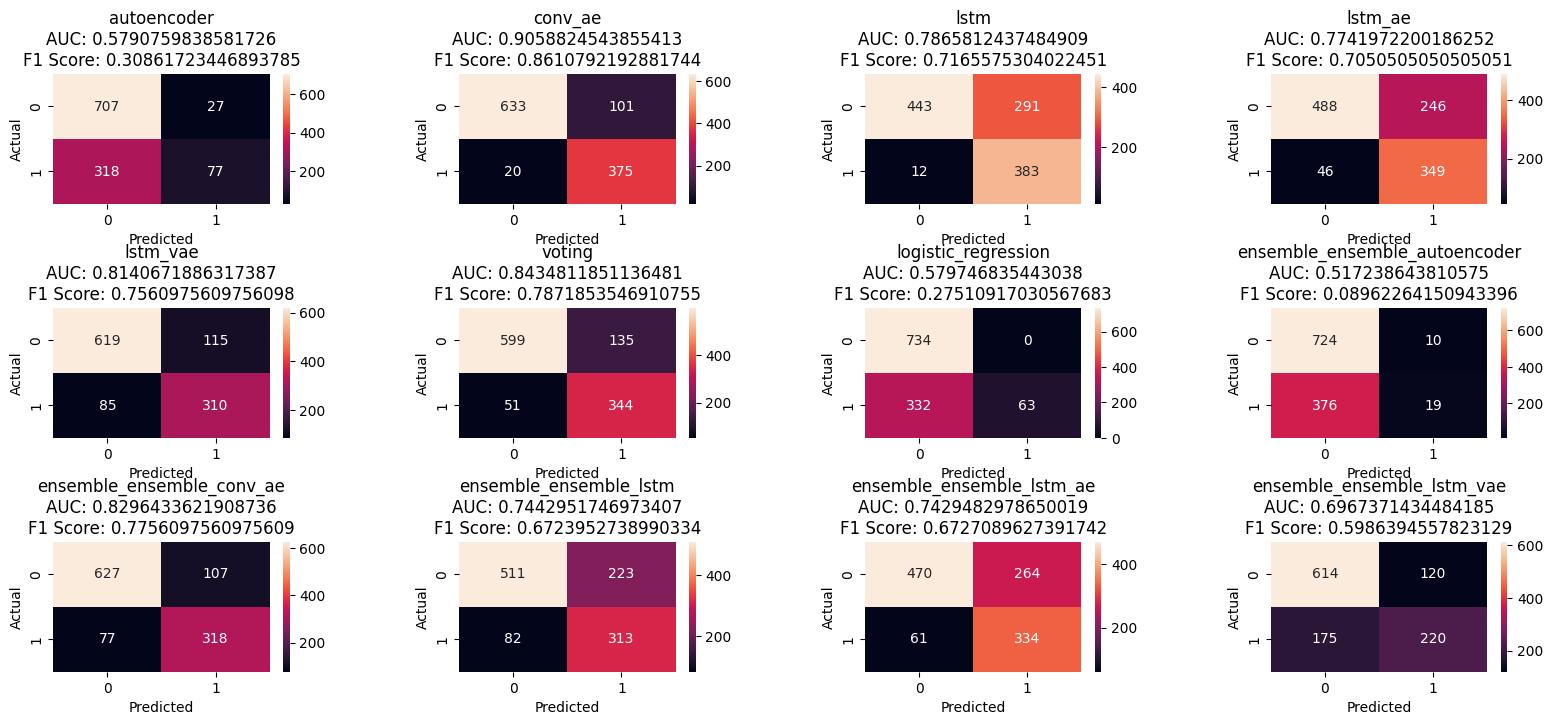 autoencoder
AUC: 0.5790759838581726
F1 Score: 0.30861723446893785
600
400
200
0
1
Actual
707
27
318
77
0
1
Predicted
conv_ae
AUC: 0.9058824543855413
F1 Score: 0.8610792192881744
600
400
200
0
1
Actual
633
101
20
375
0
1
Predicted
lstm
AUC: 0.7865812437484909
F1 Score: 0.7165575304022451
400
200
0
1
Actual
443
291
12
383
0
1
Predicted
lstm_ae
AUC: 0.7741972200186252
F1 Score: 0.7050505050505051
400
200
0
1
Actual
488
246
46
349
0
1
Predicted
lstm_vae
AUC: 0.8140671886317387
F1 Score: 0.7560975609756098
600
400
200
0
1
Actual
619
115
85
310
0
1
Predicted
voting
AUC: 0.8434811851136481
F1 Score: 0.7871853546910755
400
200
0
1
Actual
599
135
51
344
0
1
Predicted
logistic_regression
AUC: 0.579746835443038
F1 Score: 0.27510917030567683
600
400
200
0
0
1
Actual
734
0
332
63
0
1
Predicted
ensemble_ensemble_autoencoder
AUC: 0.517238643810575
F1 Score: 0.08962264150943396
600
400
200
0
1
Actual
724
10
376
19
0
1
Predicted
ensemble_ensemble_conv_ae
AUC: 0.8296433621908736
F1 Score: 0.7756097560975609
600
400
200
0
1
Actual
627
107
77
318
0
1
Predicted
ensemble_ensemble_lstm
AUC: 0.7442951746973407
F1 Score: 0.6723952738990334
400
200
0
1
Actual
511
223
82
313
0
1
Predicted
ensemble_ensemble_lstm_ae
AUC: 0.7429482978650019
F1 Score: 0.6727089627391742
400
200
0
1
Actual
470
264
61
334
0
1
Predicted
ensemble_ensemble_lstm_vae
AUC: 0.6967371434484185
F1 Score: 0.5986394557823129
600
400
200
0
1
Actual
614
120
175
220
0
1
Predicted